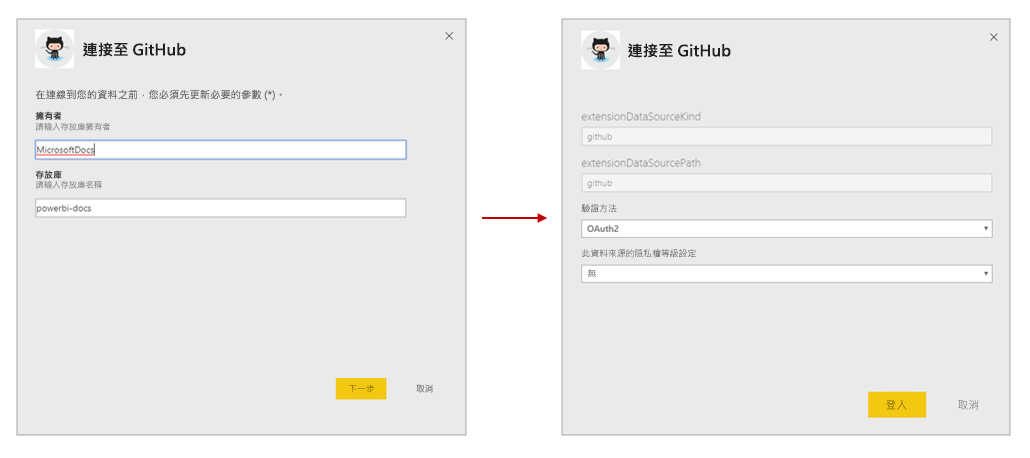 連接至 GitHub
在連線到您的資料之前，您必須先更新必要的參數 (*)。
擁有者
請輸入存放庫擁有者
MicrosoftDocs
存放庫
請輸入存放庫名稱
powerbi-docs
下一步
取消
連接至 GitHub
extensionDataSourceKind
github
extensionDataSourcePath
github
驗證方法
OAuth2
此資料來源的隱私權等級設定
無
登入
取消